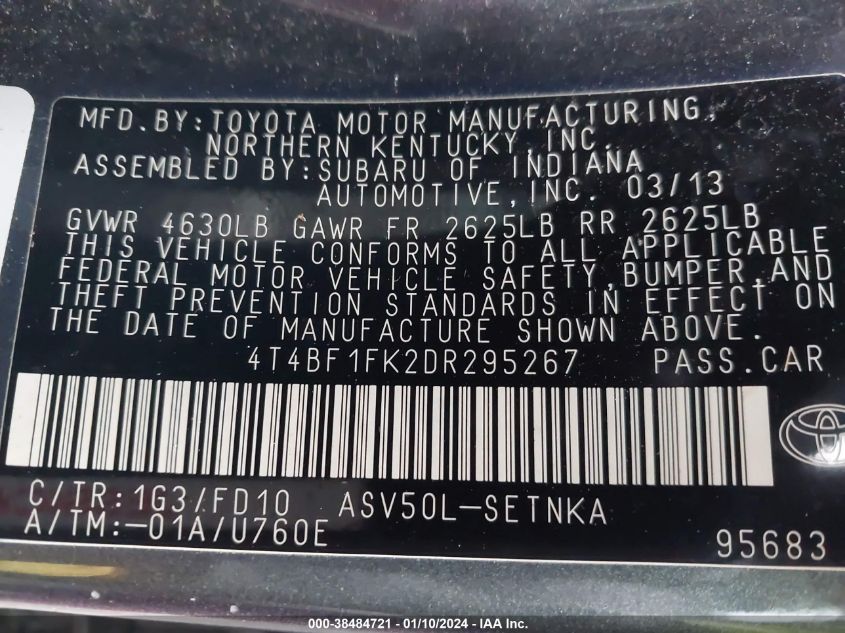 MFD.BY:TOYOTA MOTOR MANUFACTURING,
NORTHERN KENTUCKY,INC.
ASSEMBLED BY:SUBARU OF INDIANA
AUTOMOTIVE,INC. 03/13
GVWR 4630LB GAWR FR 2625LB RR 2625LB
THIS VEHICLE CONFORMS TO ALL APPLICABLE
FEDERAL MOTOR VEHICLE SAFETY,BUMPER,AND
THEFT PREVENTION STANDARDS IN EFFECT ON
THE DATE OF MANUFACTURE SHOWN ABOVE.
4T4BF1FK2DR295267 PASS.CAR
C/TR:1G3/FD10 ASV50L-SETNKA
A/TM:-01A/U760E
95683
000-38484721 - 01/10/2024 - IAA Inc.